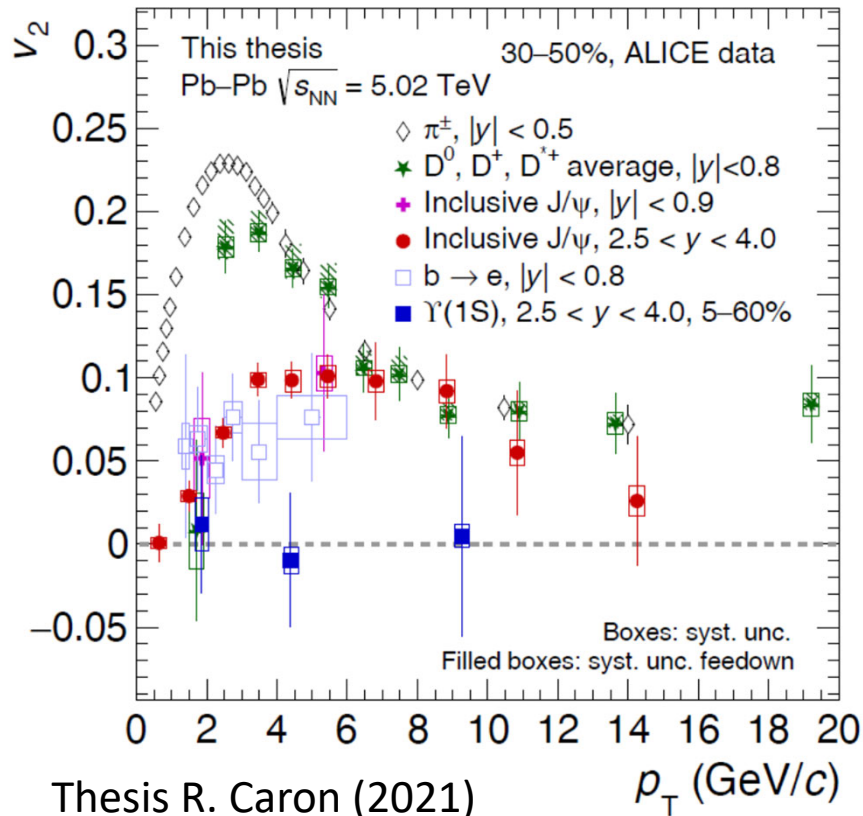 v₂
0.3
0.25
0.2
0.15
0.1
0.05
0
−0.05
This thesis
Pb–Pb √s_NN = 5.02 TeV
30–50%, ALICE data
π±, |y| < 0.5
D⁰, D⁺, D*⁺ average, |y|<0.8
Inclusive J/ψ, |y| < 0.9
Inclusive J/ψ, 2.5 < y < 4.0
b → e, |y| < 0.8
ϒ(1S), 2.5 < y < 4.0, 5–60%
Boxes: syst. unc.
Filled boxes: syst. unc. feedown
0 2 4 6 8 10 12 14 16 18 20
p_T (GeV/c)
Thesis R. Caron (2021)